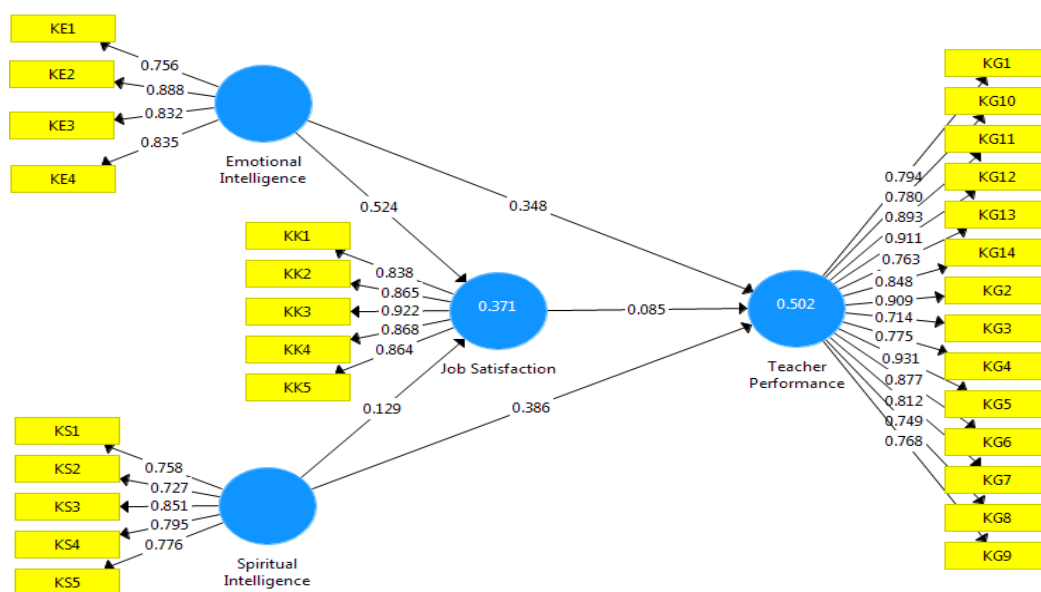 KE1
KE2
KE3
KE4
0.756
0.888
0.832
0.835
Emotional
Intelligence
0.524
0.348
KK1
KK2
KK3
KK4
KK5
0.838
0.865
0.922
0.868
0.864
0.371
Job Satisfaction
0.085
0.129
0.386
KS1
KS2
KS3
KS4
KS5
0.758
0.727
0.851
0.795
0.776
Spiritual
Intelligence
0.502
Teacher
Performance
0.794
0.780
0.893
0.911
0.763
0.848
0.909
0.714
0.775
0.931
0.877
0.812
0.749
0.768
KG1
KG10
KG11
KG12
KG13
KG14
KG2
KG3
KG4
KG5
KG6
KG7
KG8
KG9